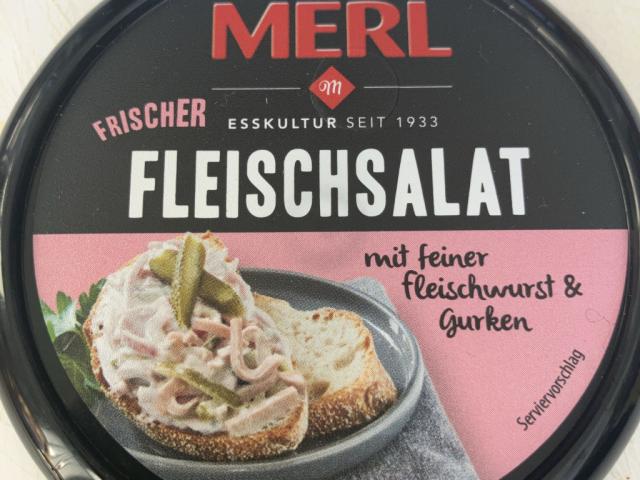 MERL
m
ESSKULTUR SEIT 1933
FRISCHER
FLEISCHSALAT
mit feiner
fleischwurst &
Gurken
Serviervorschlag